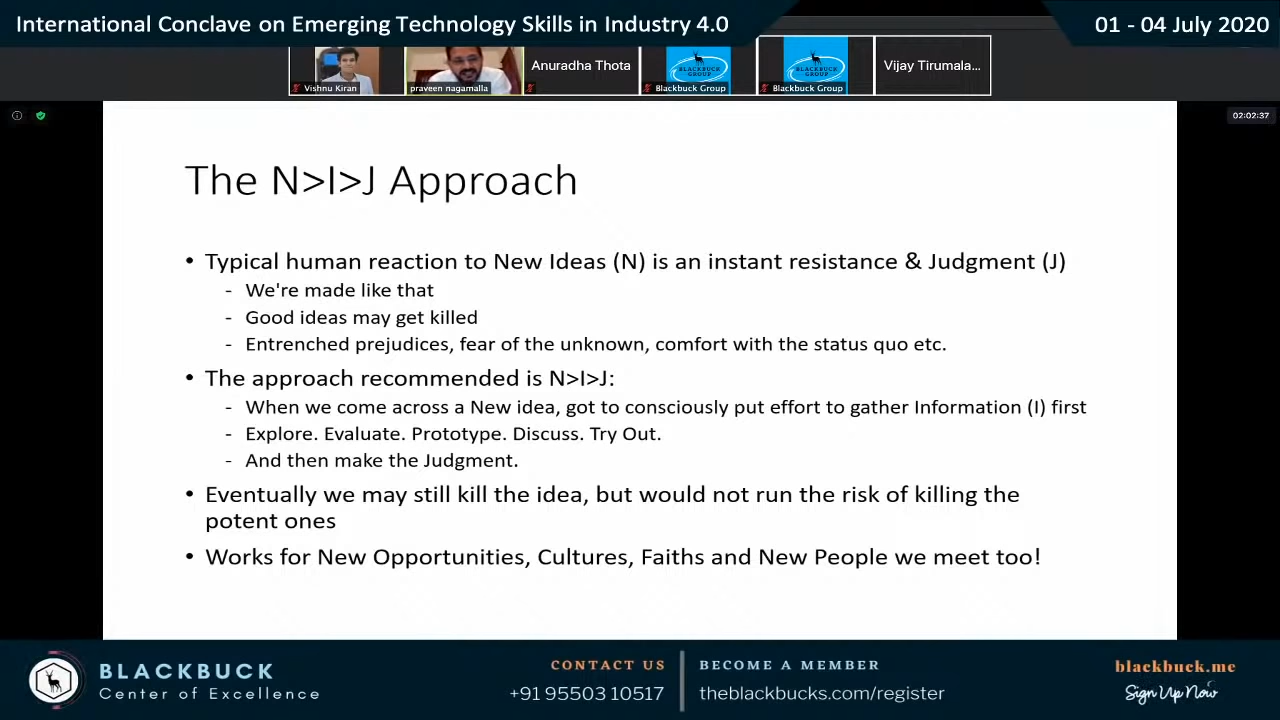 International Conclave on Emerging Technology Skills in Industry 4.0
01 - 04 July 2020
Vishnu Kiran
praveen nagamalla
Anuradha Thota
BLACKBUCK
GROUP
Blackbuck Group
BLACKBUCK
GROUP
Blackbuck Group
Vijay Tirumala...
02:02:37
The N>I>J Approach
• Typical human reaction to New Ideas (N) is an instant resistance & Judgment (J)
- We're made like that
- Good ideas may get killed
- Entrenched prejudices, fear of the unknown, comfort with the status quo etc.
• The approach recommended is N>I>J:
- When we come across a New idea, got to consciously put effort to gather Information (I) first
- Explore. Evaluate. Prototype. Discuss. Try Out.
- And then make the Judgment.
• Eventually we may still kill the idea, but would not run the risk of killing the
potent ones
• Works for New Opportunities, Cultures, Faiths and New People we meet too!
BLACKBUCK
Center of Excellence
CONTACT US
+91 95503 10517
BECOME A MEMBER
theblackbucks.com/register
blackbuck.me
Sign Up Now